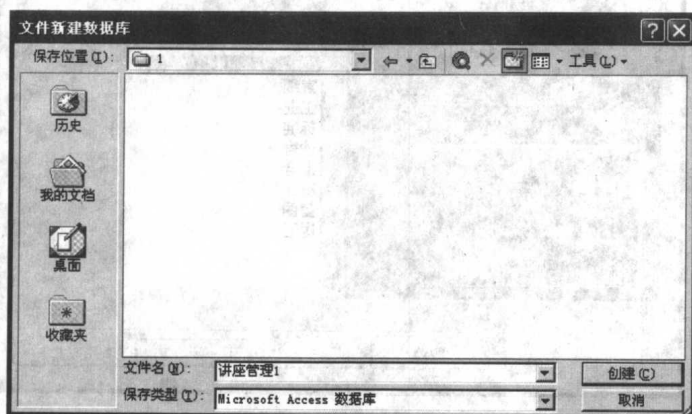 文件新建数据库
保存位置(I): 1 工具(L)
历史
我的文档
桌面
收藏夹
文件名(N): 讲座管理1 创建(C)
保存类型(T): Microsoft Access 数据库 取消